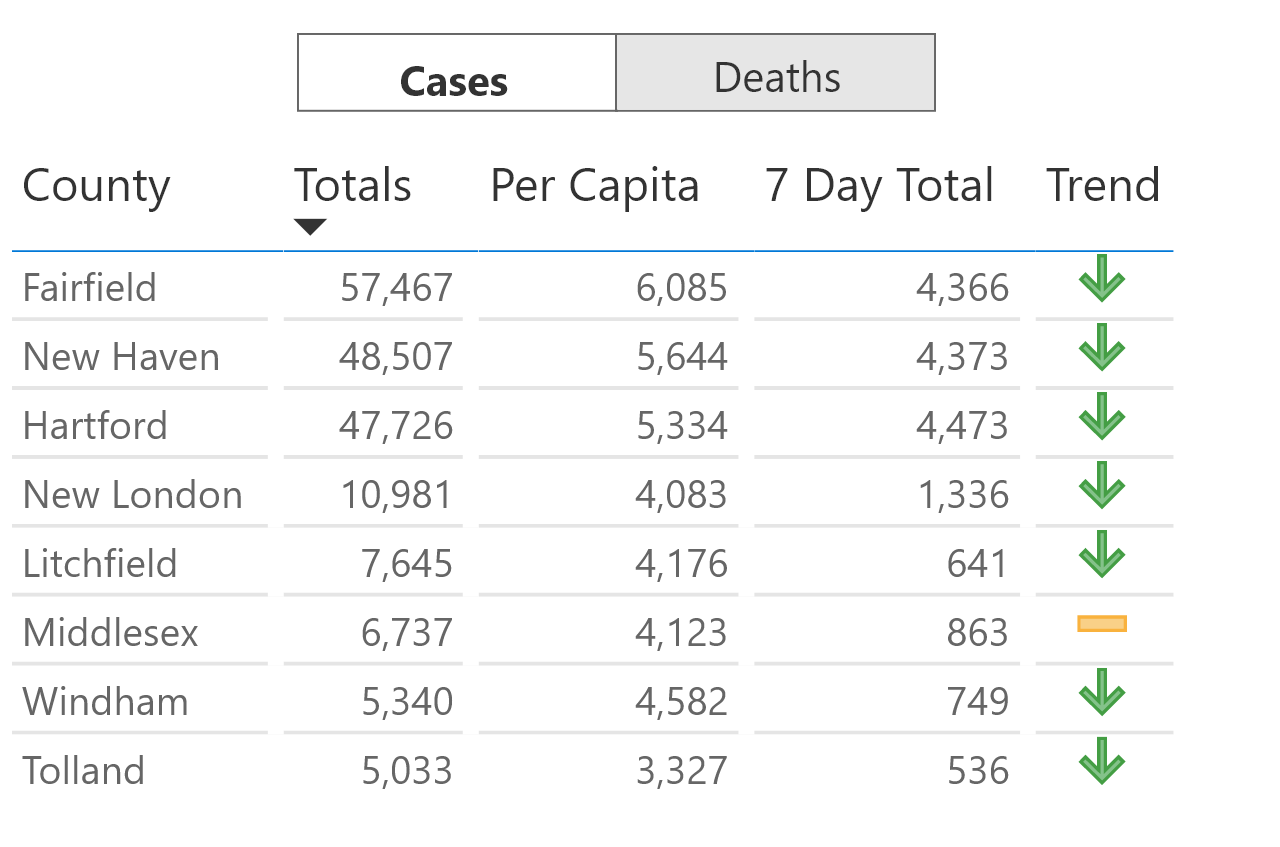 Cases Deaths
County Totals Per Capita 7 Day Total Trend
Fairfield 57,467 6,085 4,366
New Haven 48,507 5,644 4,373
Hartford 47,726 5,334 4,473
New London 10,981 4,083 1,336
Litchfield 7,645 4,176 641
Middlesex 6,737 4,123 863
Windham 5,340 4,582 749
Tolland 5,033 3,327 536